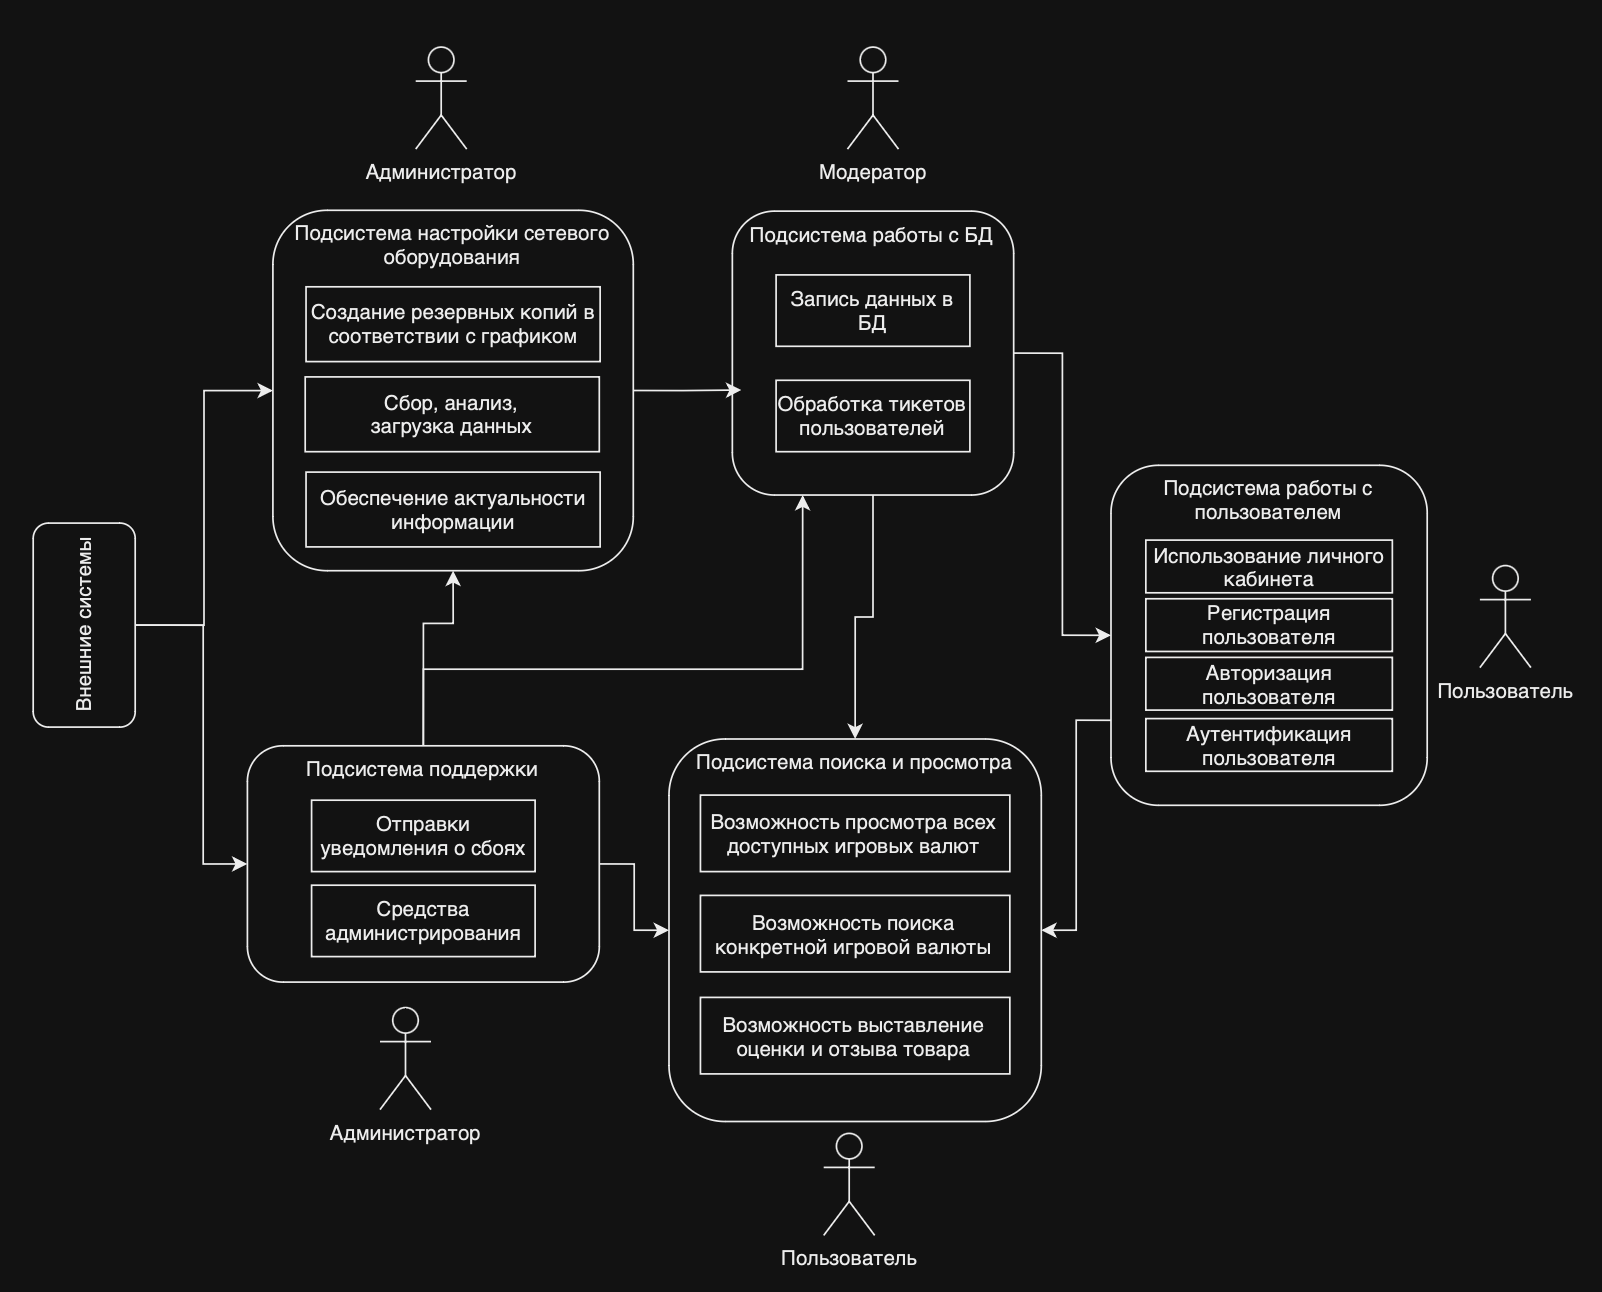 Администратор
Модератор
Подсистема настройки сетевого
оборудования
Создание резервных копий в
соответствии с графиком
Сбор, анализ,
загрузка данных
Обеспечение актуальности
информации
Подсистема работы с БД
Запись данных в
БД
Обработка тикетов
пользователей
Подсистема работы с
пользователем
Использование личного
кабинета
Регистрация
пользователя
Авторизация
пользователя
Аутентификация
пользователя
Пользователь
Внешние системы
Подсистема поддержки
Отправки
уведомления о сбоях
Средства
администрирования
Администратор
Подсистема поиска и просмотра
Возможность просмотра всех
доступных игровых валют
Возможность поиска
конкретной игровой валюты
Возможность выставление
оценки и отзыва товара
Пользователь